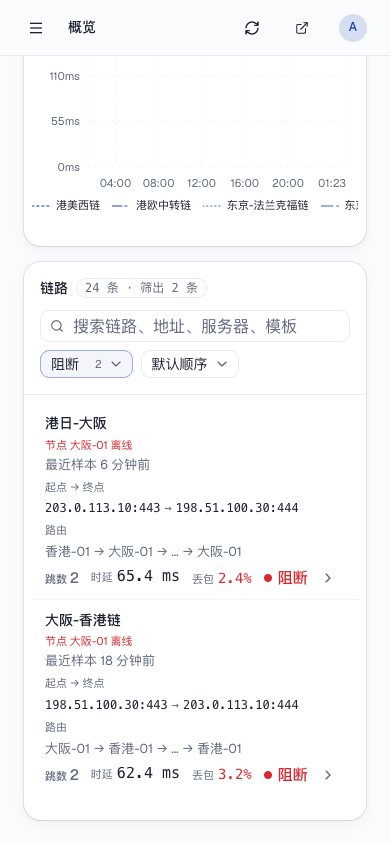 概览
A
110ms
55ms
0ms
04:00 08:00 12:00 16:00 20:00 01:23
港美西链 港欧中转链 东京-法兰克福链
链路 24 条 · 筛出 2 条
搜索链路、地址、服务器、模板
阻断 2 默认顺序
港日-大阪
节点 大阪-01 离线
最近样本 6 分钟前
起点 → 终点
203.0.113.10:443 → 198.51.100.30:444
路由
香港-01 → 大阪-01 → … → 大阪-01
跳数 2 时延 65.4 ms 丢包 2.4% 阻断
大阪-香港链
节点 大阪-01 离线
最近样本 18 分钟前
起点 → 终点
198.51.100.30:443 → 203.0.113.10:444
路由
大阪-01 → 香港-01 → … → 香港-01
跳数 2 时延 62.4 ms 丢包 3.2% 阻断